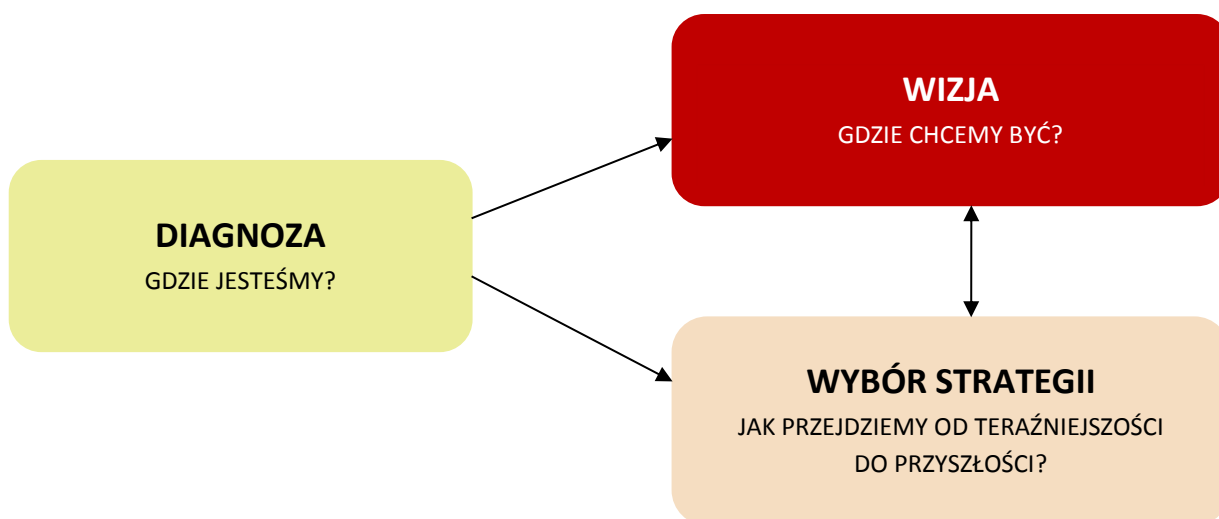 WIZJA
GDZIE CHCEMY BYĆ?
DIAGNOZA
GDZIE JESTEŚMY?
WYBÓR STRATEGII
JAK PRZEJDZIEMY OD TERAŹNIEJSZOŚCI
DO PRZYSZŁOŚCI?